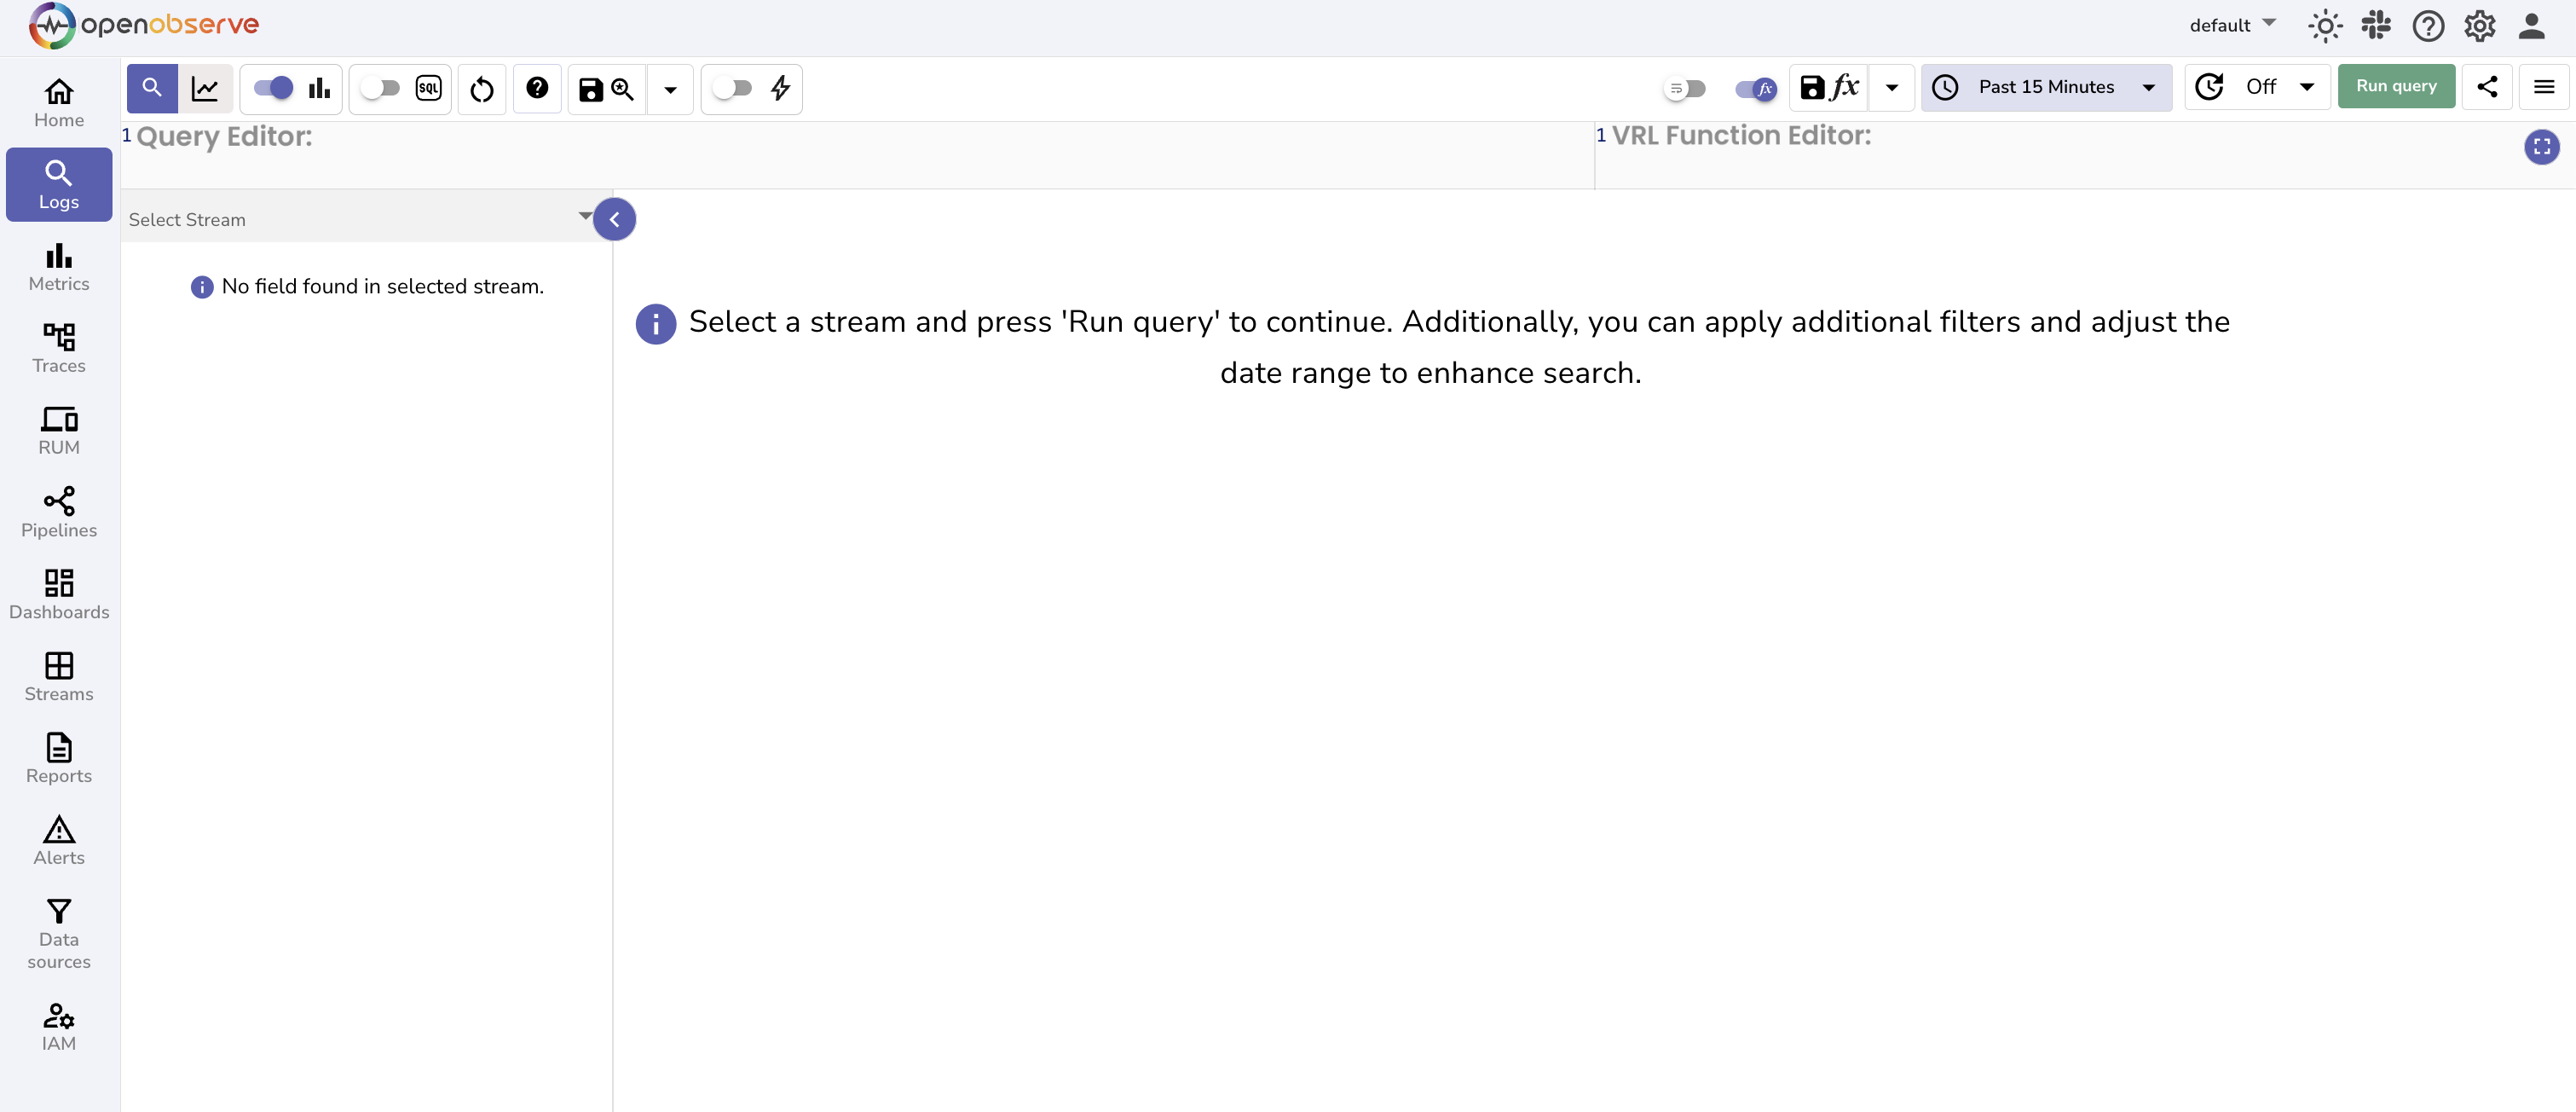 openobserve
default
Home
Logs
Metrics
Traces
RUM
Pipelines
Dashboards
Streams
Reports
Alerts
Data
sources
IAM
SQL
fx
fx
Past 15 Minutes
Off
Run query
1 Query Editor:
1 VRL Function Editor:
Select Stream
No field found in selected stream.
Select a stream and press 'Run query' to continue. Additionally, you can apply additional filters and adjust the
date range to enhance search.